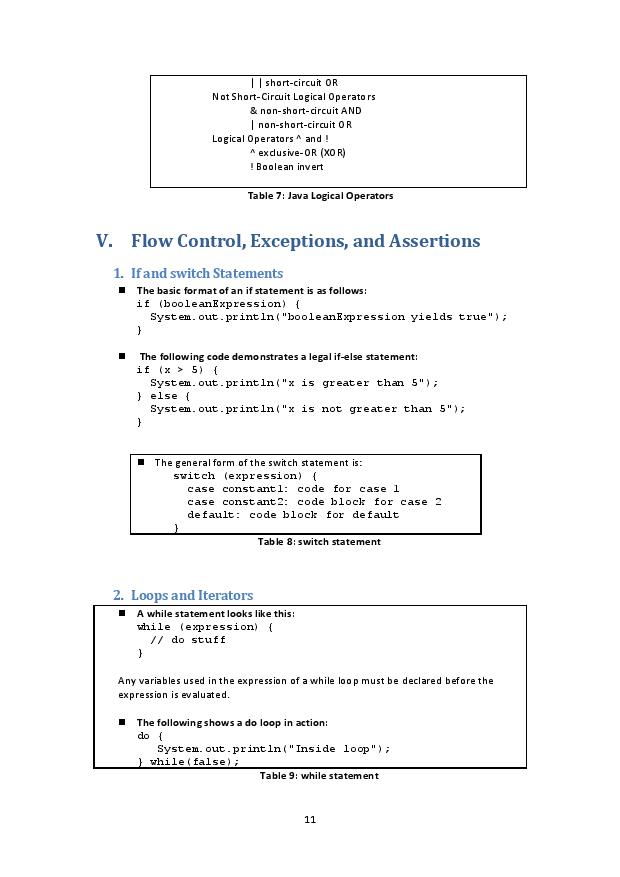 || short-circuit OR
Not Short-Circuit Logical Operators
& non-short-circuit AND
| non-short-circuit OR
Logical Operators ^ and !
^ exclusive-OR (XOR)
! Boolean invert
Table 7: Java Logical Operators
V. Flow Control, Exceptions, and Assertions
1. If and switch Statements
■ The basic format of an if statement is as follows:
if (booleanExpression) {
System.out.println("booleanExpression yields true");
}
■ The following code demonstrates a legal if-else statement:
if (x > 5) {
System.out.println("x is greater than 5");
} else {
System.out.println("x is not greater than 5");
}
■ The general form of the switch statement is:
switch (expression) {
case constant1: code for case 1
case constant2: code block for case 2
default: code block for default
}
Table 8: switch statement
2. Loops and Iterators
■ A while statement looks like this:
while (expression) {
// do stuff
}
Any variables used in the expression of a while loop must be declared before the
expression is evaluated.
■ The following shows a do loop in action:
do {
System.out.println("Inside loop");
} while(false);
Table 9: while statement
11